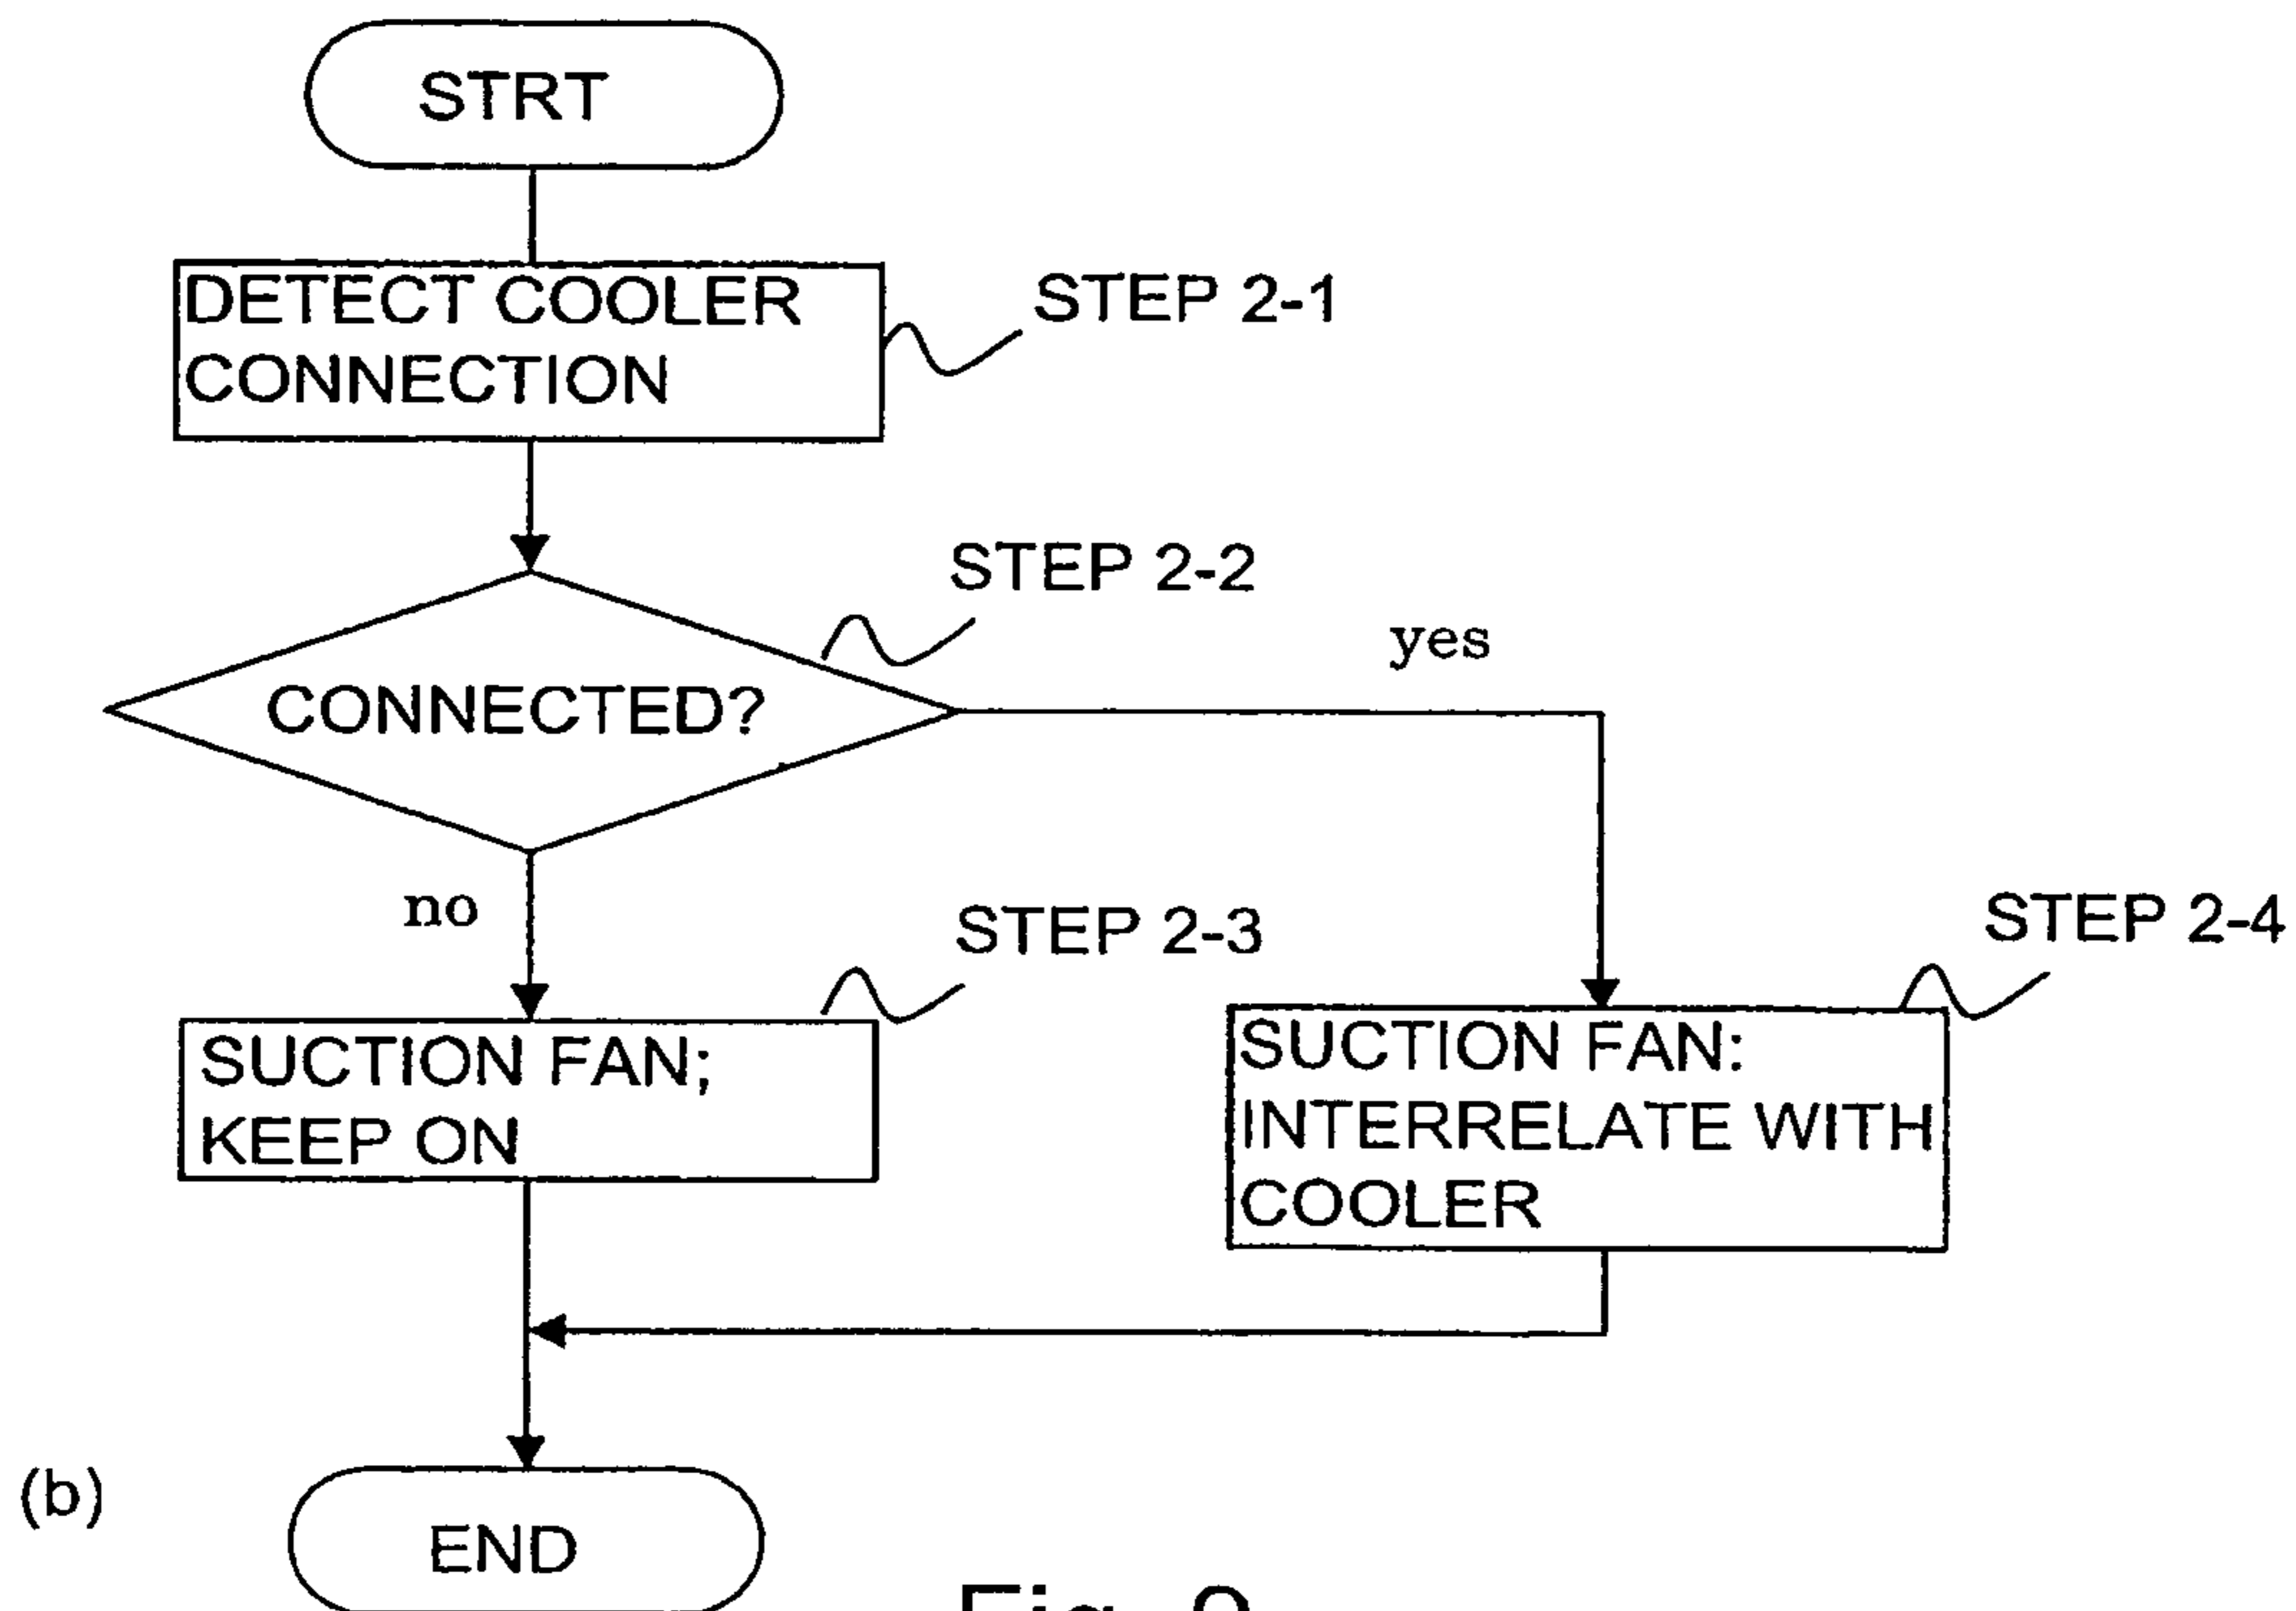 STRT
DETECT COOLER
CONNECTION
STEP 2-1
STEP 2-2
CONNECTED?
yes
no
STEP 2-3
SUCTION FAN;
KEEP ON
STEP 2-4
SUCTION FAN:
INTERRELATE WITH
COOLER
(b)
END